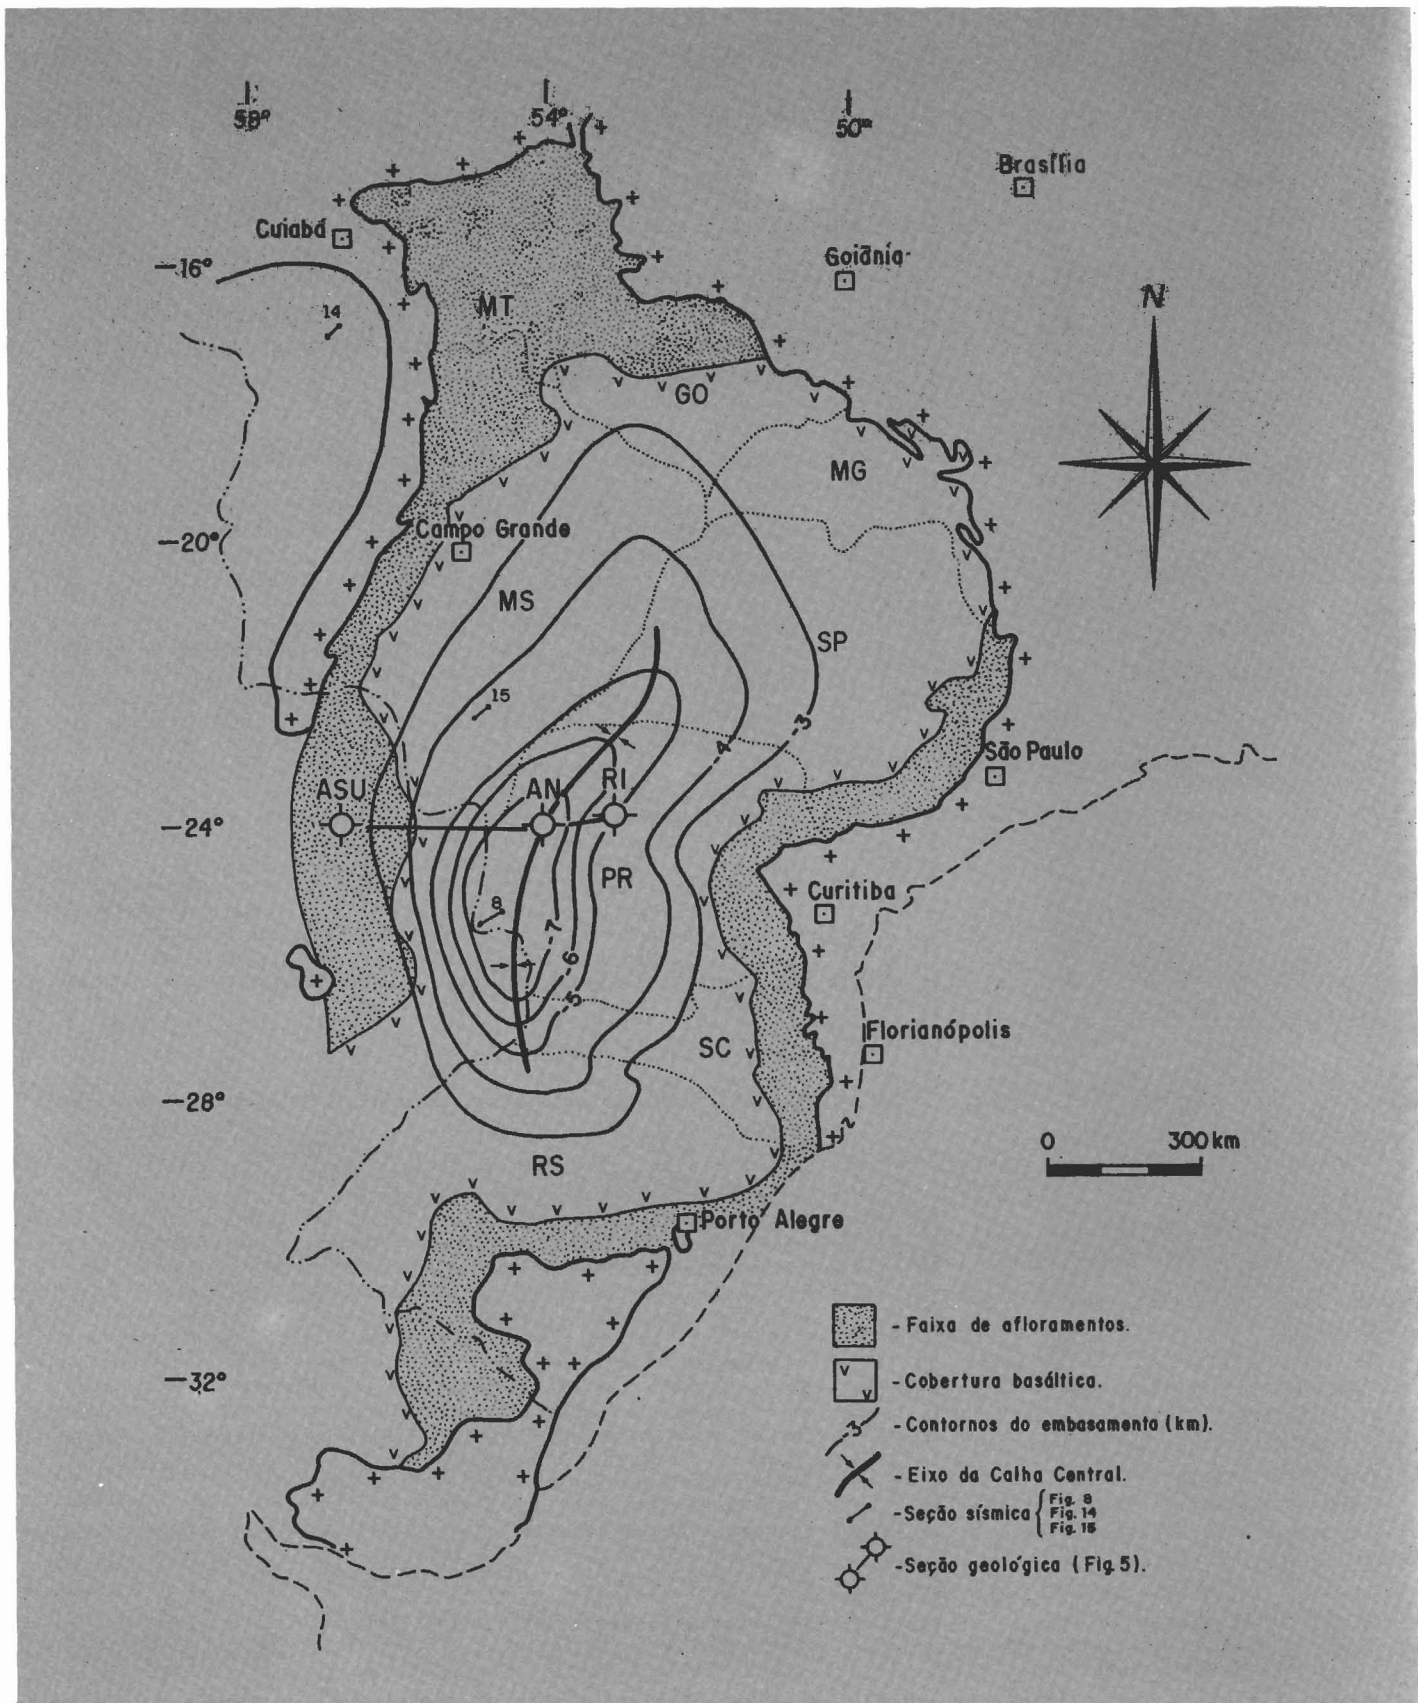 58°
54°
50°
Brasília
Cuiabá
Goiânia
—16°
N
14
MT
GO
MG
—20°
Campo Grande
MS
SP
15
-3
-4
São Paulo
ASU
AN
RI
—24°
PR
Curitiba
8
-7
-6
-5
Florianópolis
SC
—28°
-2
0 300 km
RS
Porto Alegre
- Faixa de afloramentos.
v
v
- Cobertura basáltica.
—32°
-3
- Contornos do embasamento (km).
- Eixo da Calha Central.
- Seção sísmica { Fig. 8
Fig. 14
Fig. 15
- Seção geológica (Fig. 5).